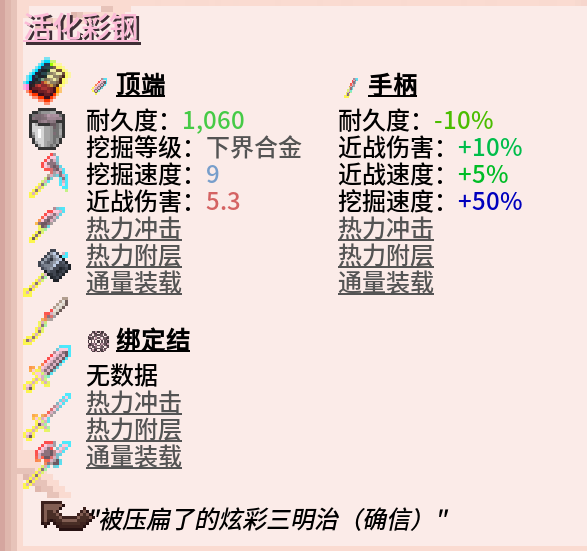 活化彩钢
顶端
耐久度：1,060
挖掘等级：下界合金
挖掘速度：9
近战伤害：5.3
热力冲击
热力附层
通量装载
手柄
耐久度：-10%
近战伤害：+10%
近战速度：+5%
挖掘速度：+50%
热力冲击
热力附层
通量装载
绑定结
无数据
热力冲击
热力附层
通量装载
"被压扁了的炫彩三明治（确信）"